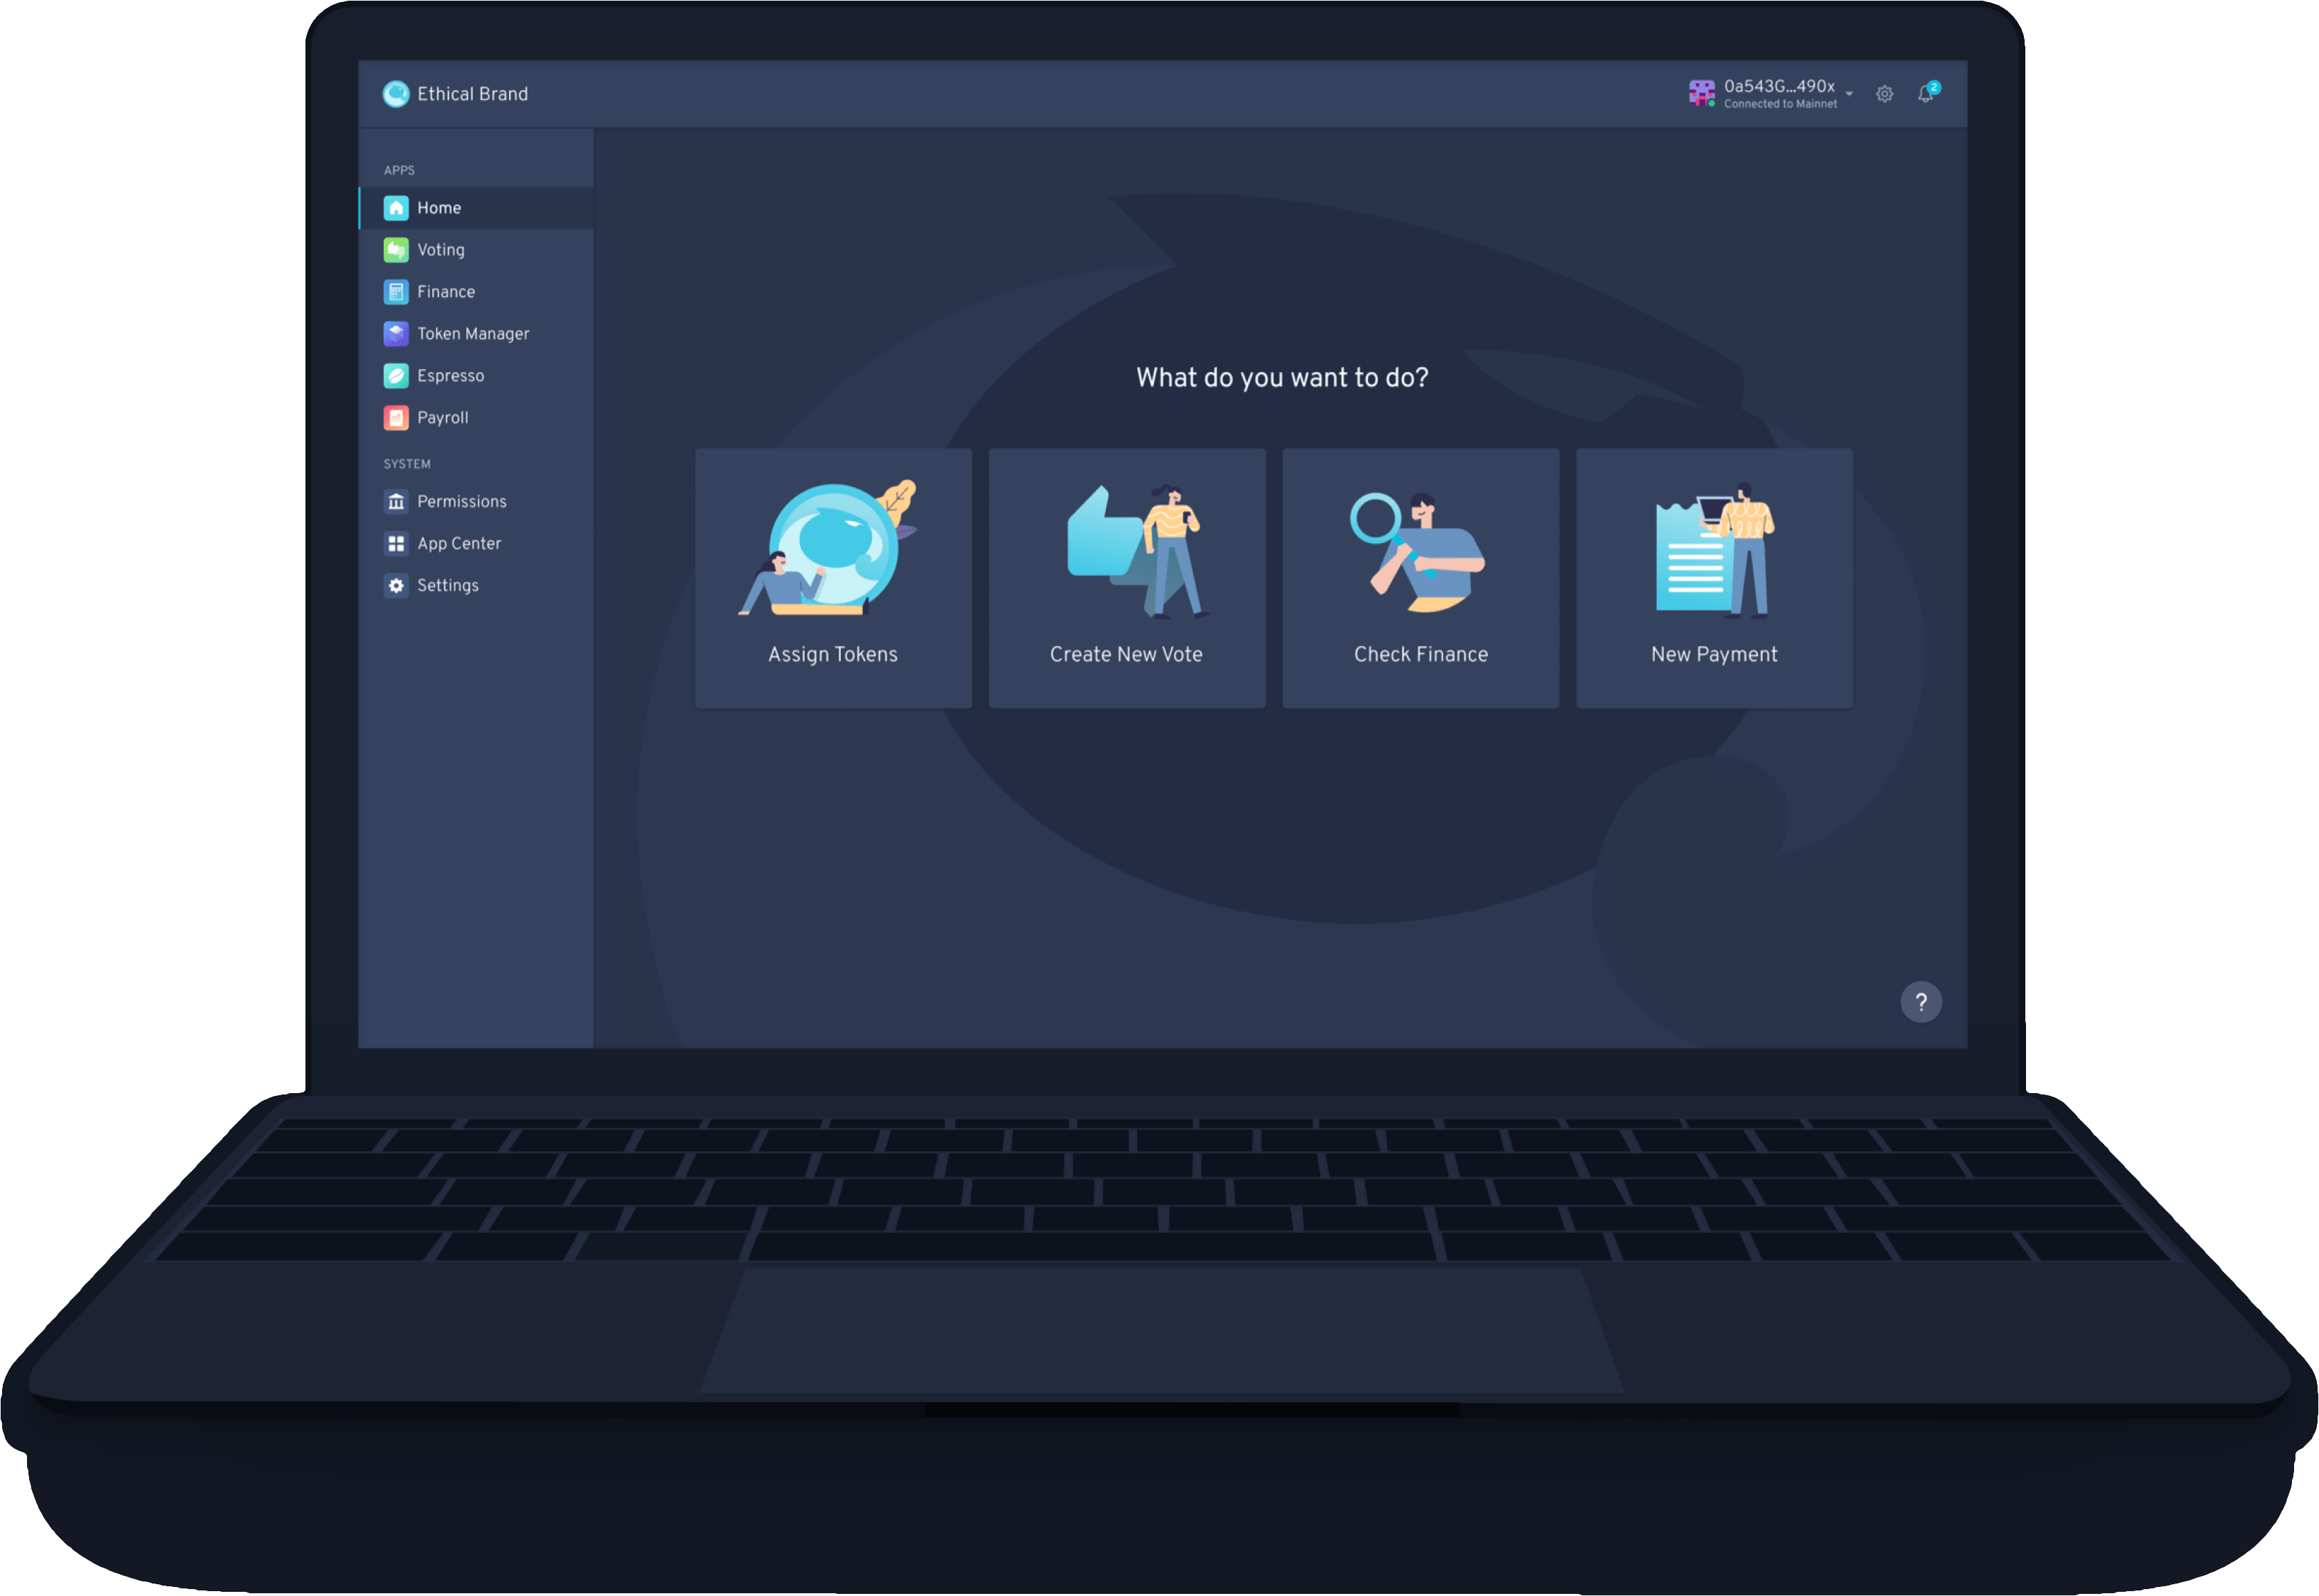 Ethical Brand
0a543G...490x
Connected to Mainnet
2
APPS
Home
Voting
Finance
Token Manager
Espresso
Payroll
SYSTEM
Permissions
App Center
Settings
What do you want to do?
Assign Tokens
Create New Vote
Check Finance
New Payment
?